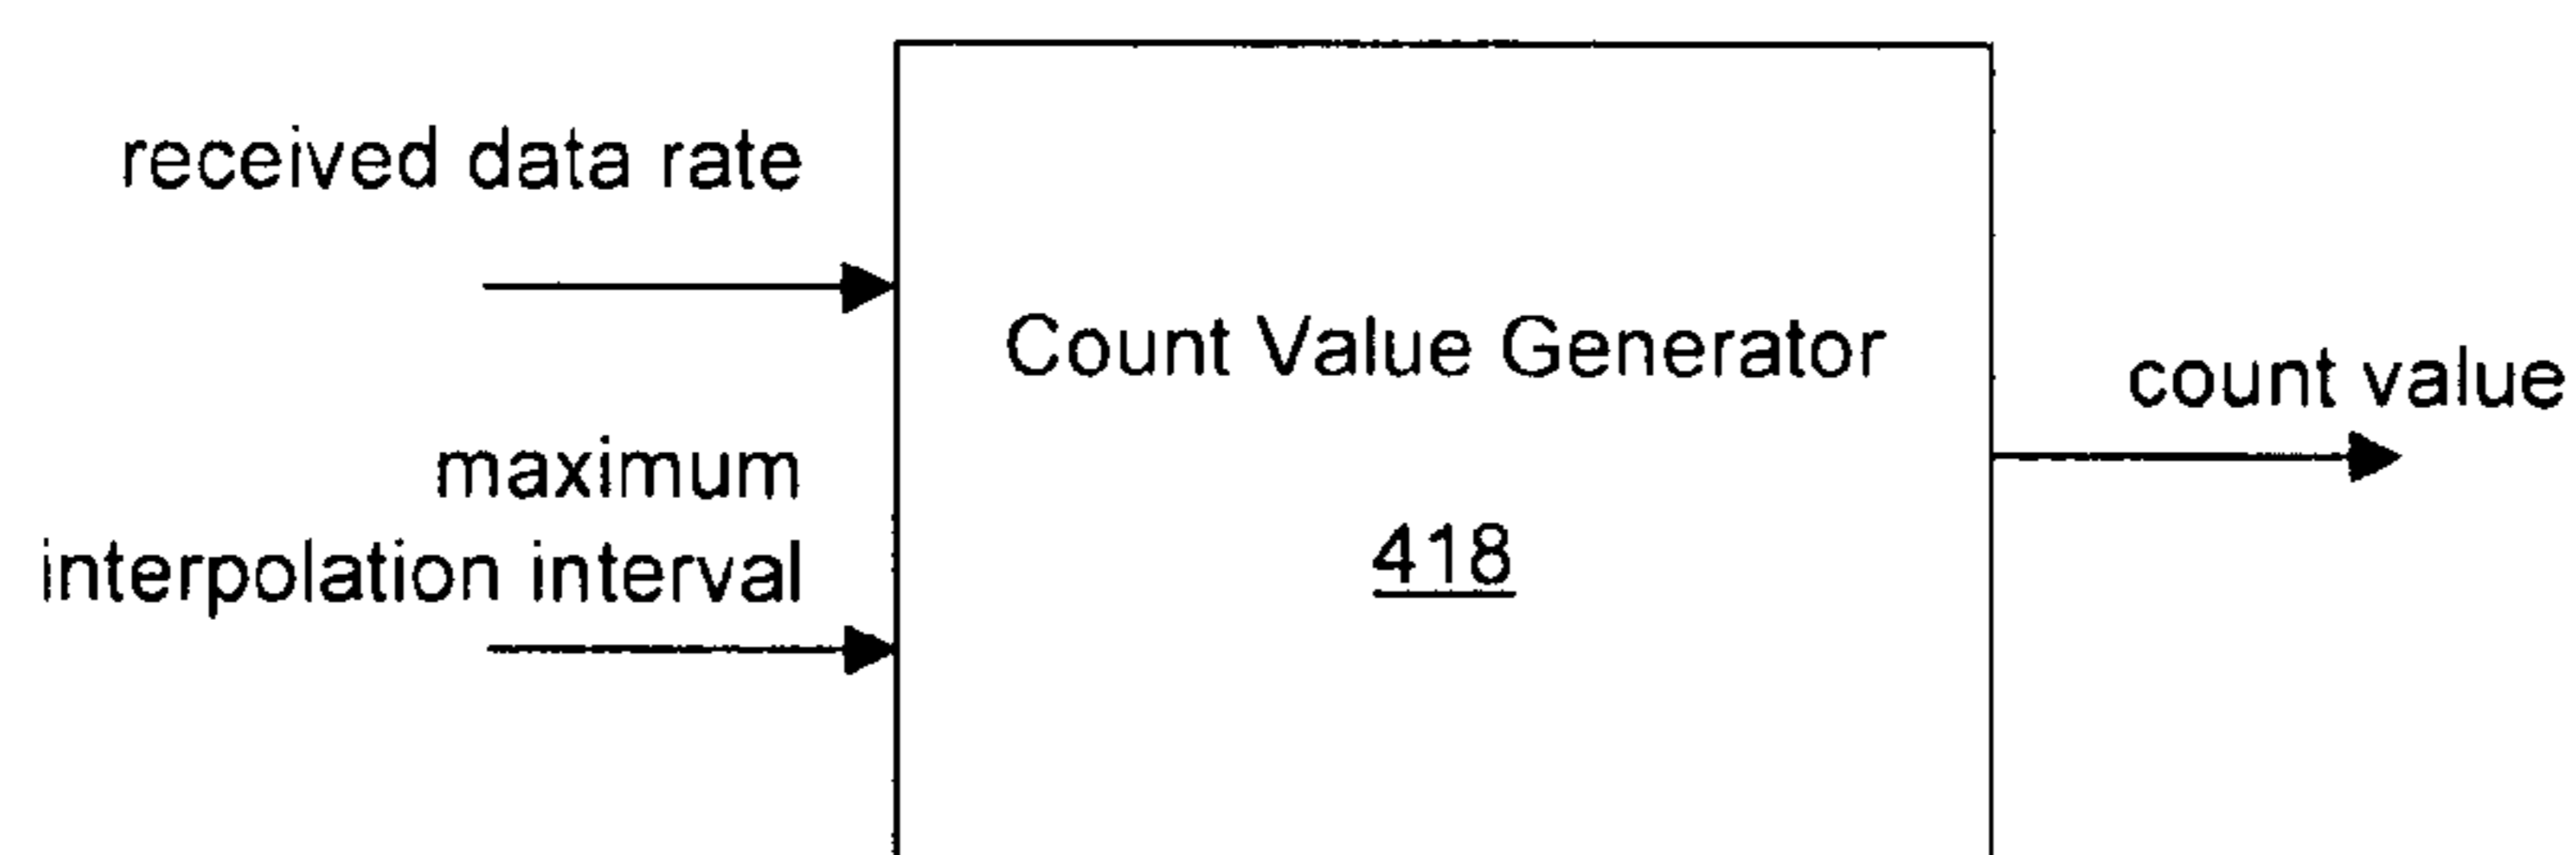 received data rate
maximum
interpolation interval
Count Value Generator
418
count value